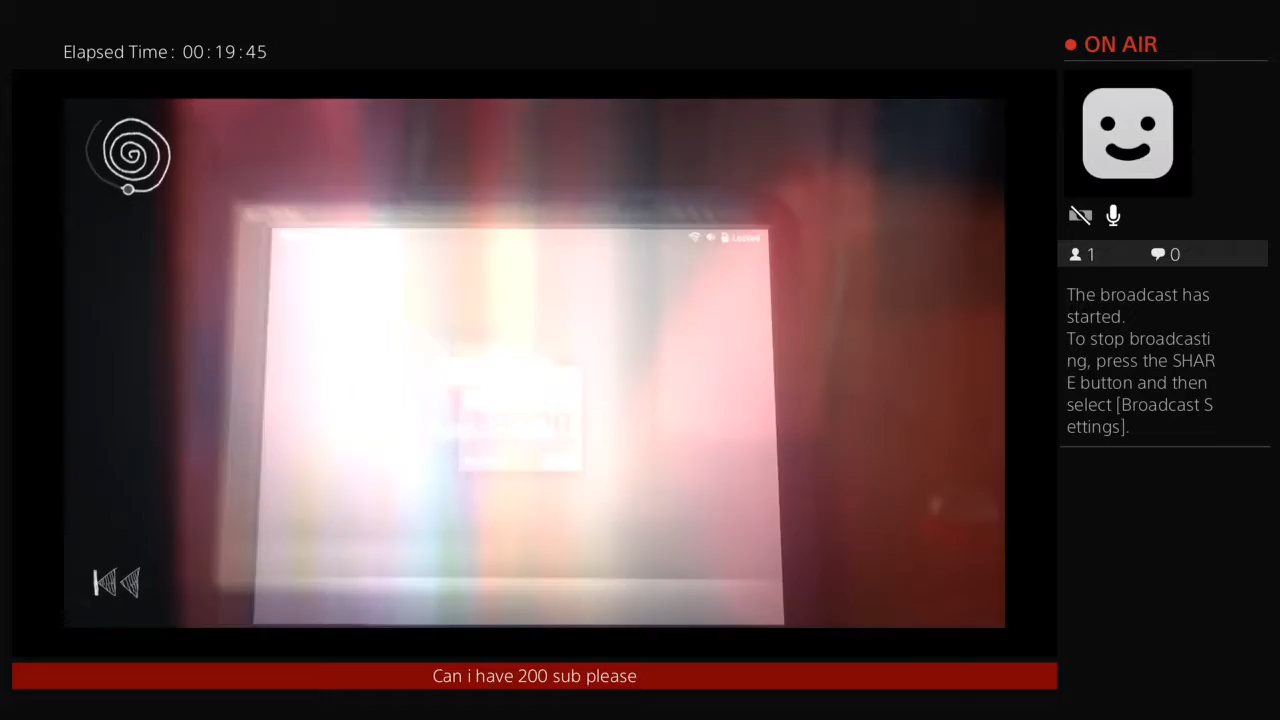 Elapsed Time: 00:19:45
ON AIR
1
0
The broadcast has
started.
To stop broadcasti
ng, press the SHAR
E button and then
select [Broadcast S
ettings].
Locked
Can i have 200 sub please